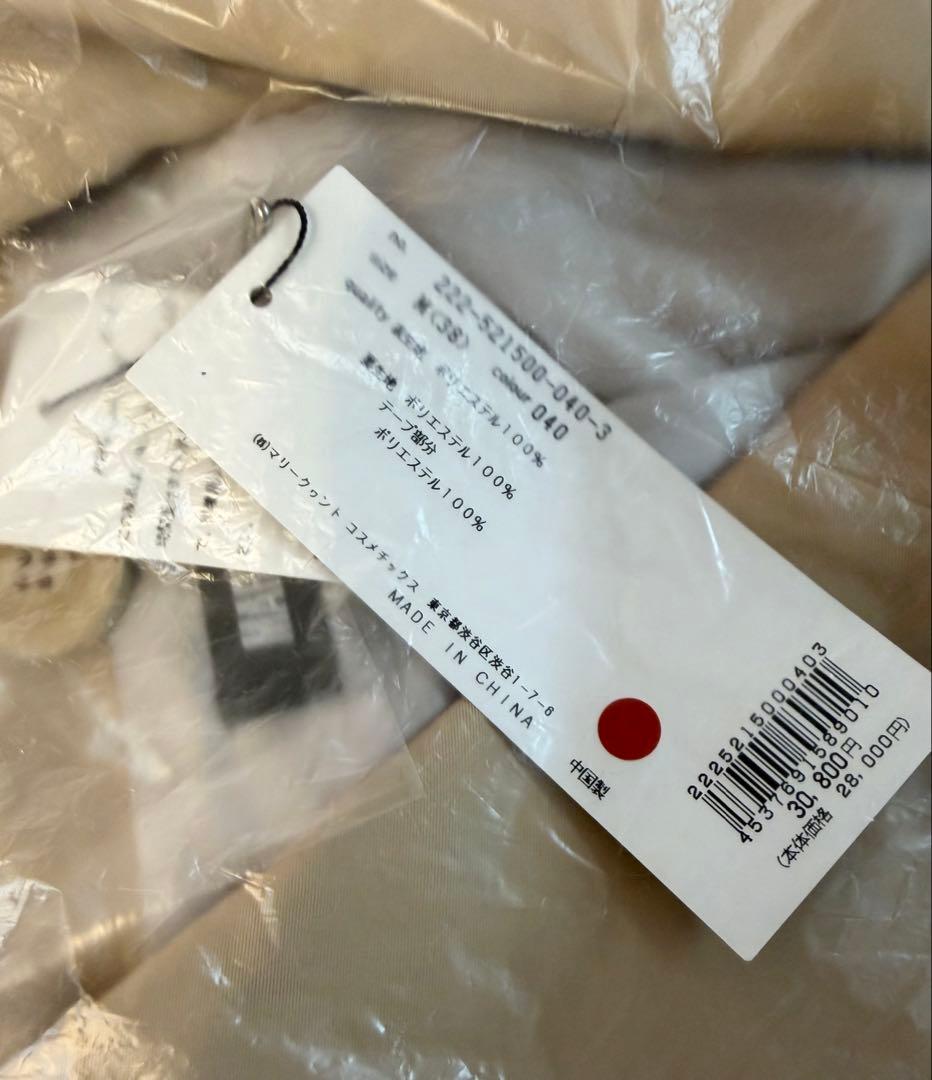 no. 222-521500-040-3
size M(38) colour 040
quality 表生地 ポリエステル100%
裏生地 ポリエステル100%
テープ部分
ポリエステル100%
(株)マリークヮント コスメチックス 東京都渋谷区渋谷1-7-6
MADE IN CHINA
中国製
2225215000403
4537691589010
30,800円
(本体価格 28,000円)